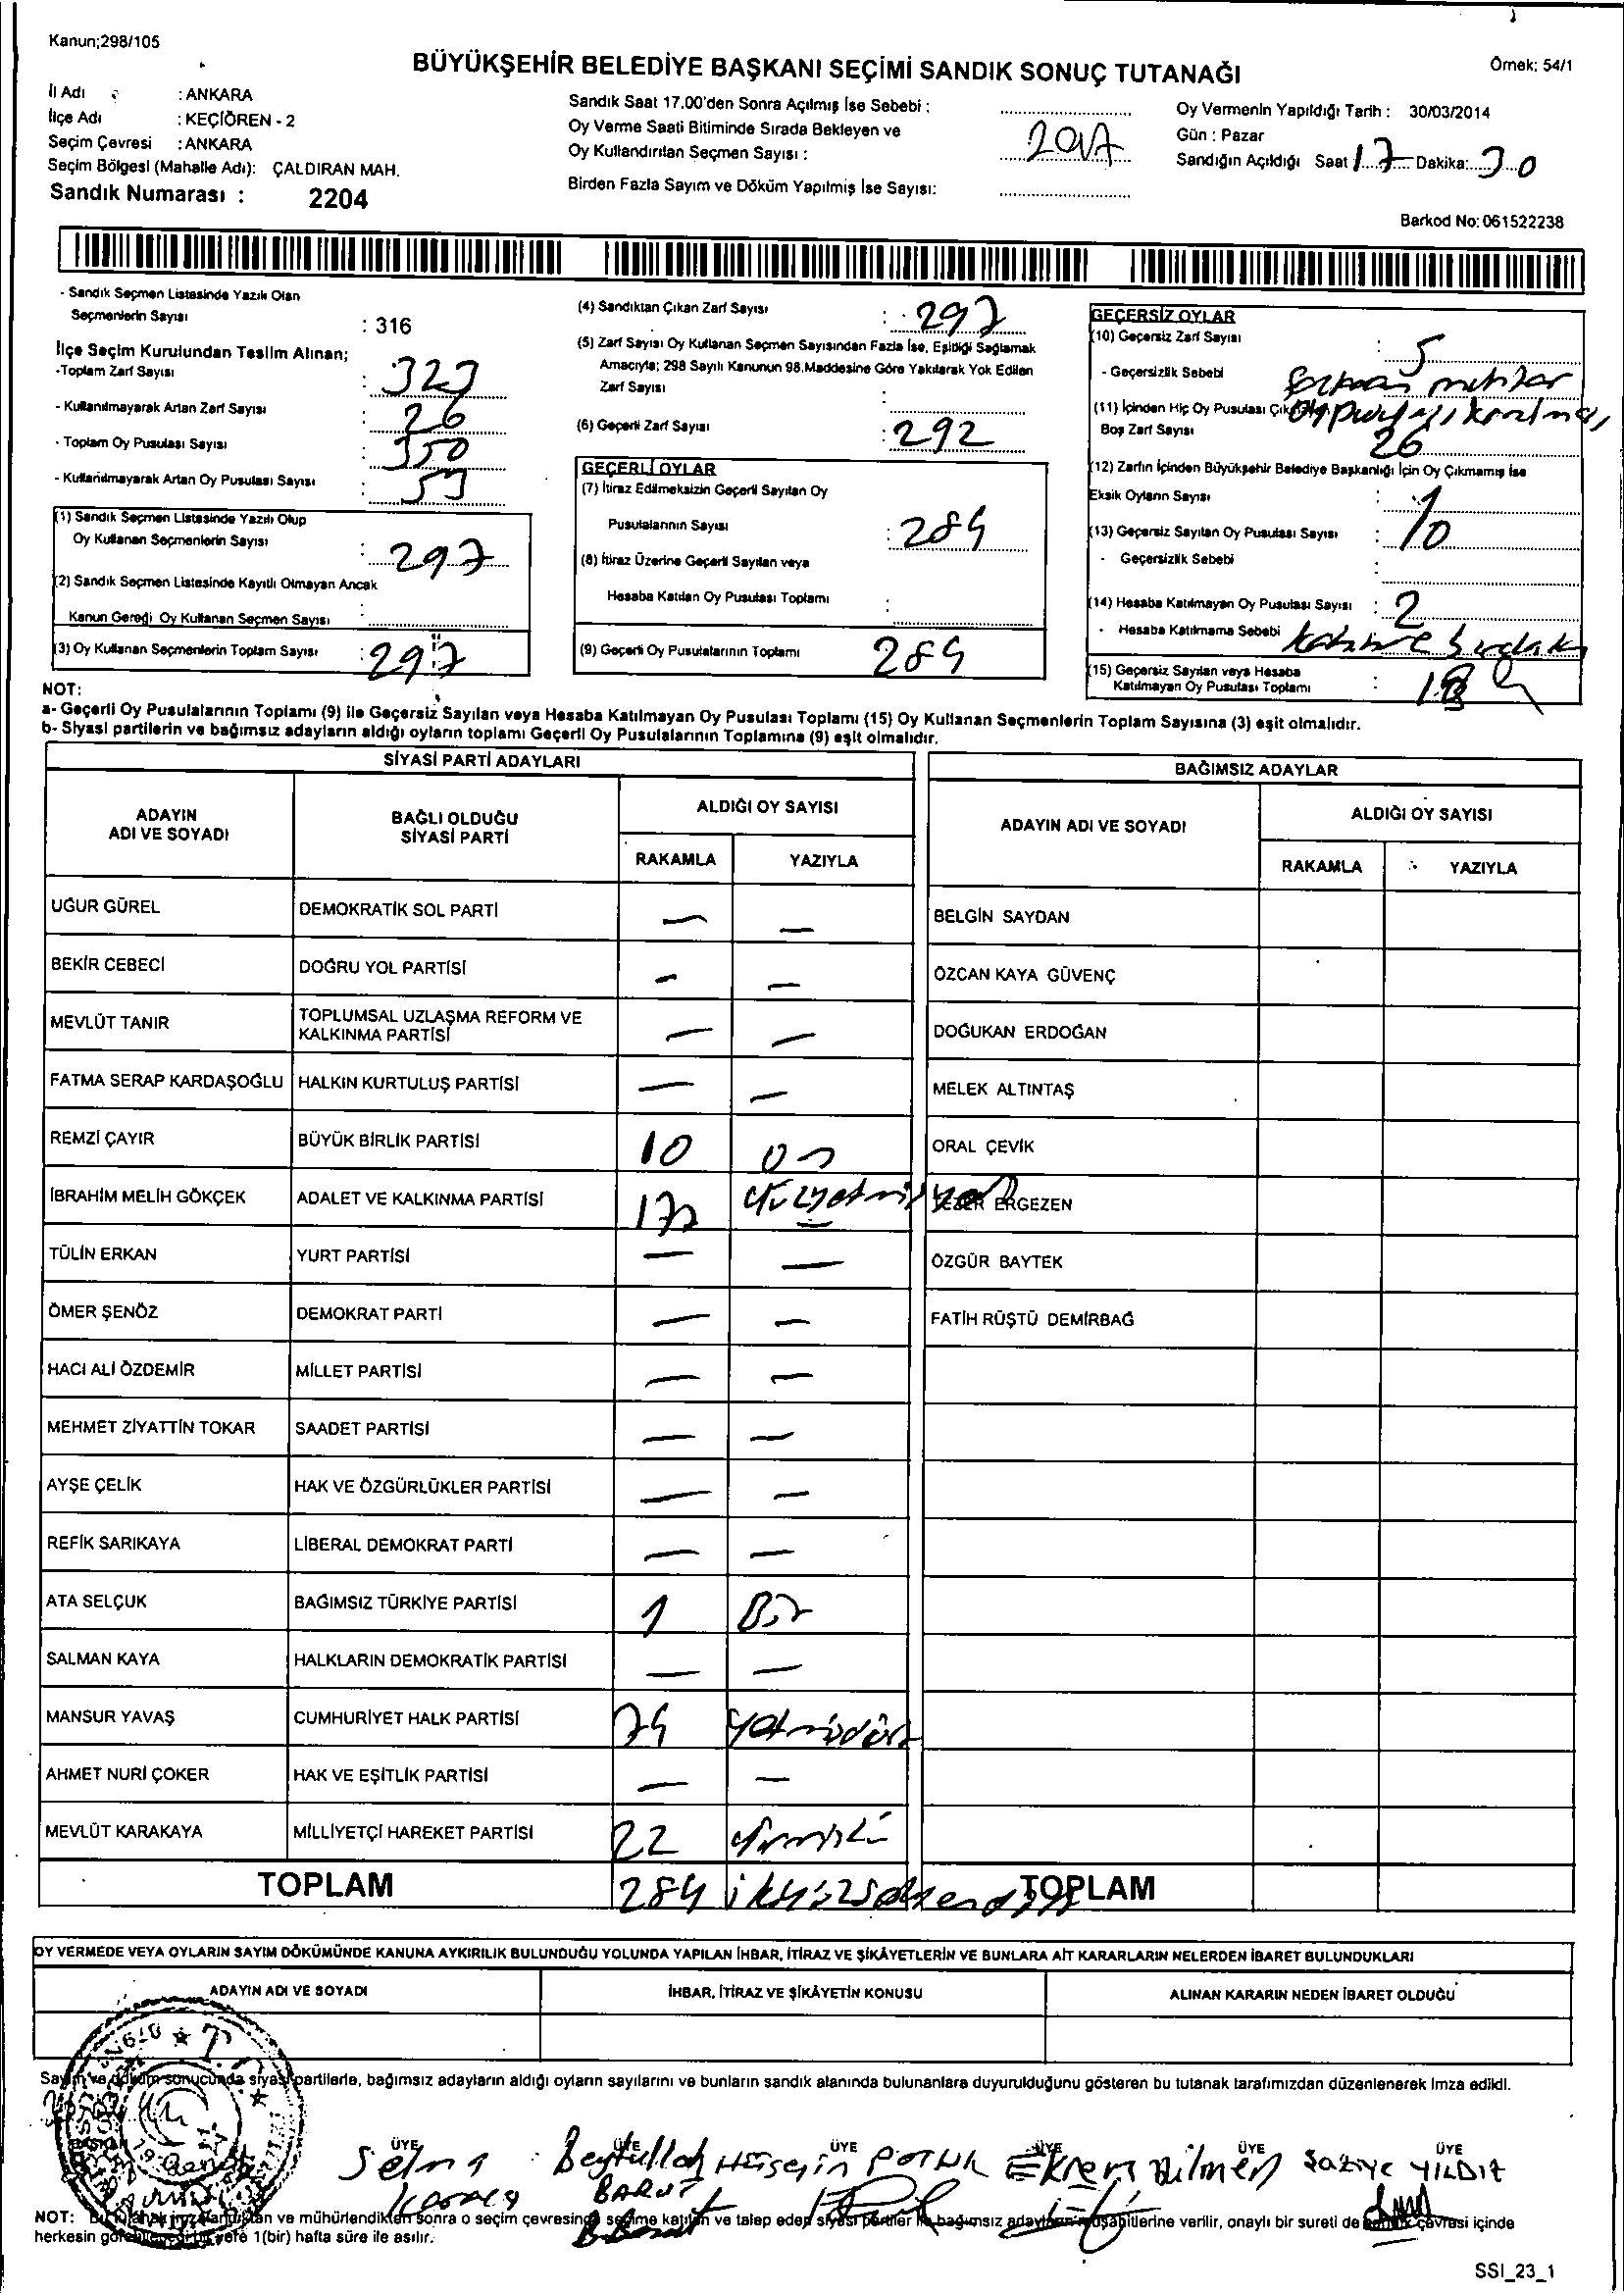 Kanun;298/105
BÜYÜKŞEHİR BELEDİYE BAŞKANI SEÇİMİ SANDIK SONUÇ TUTANAĞI
Örnek: 54/1
İl Adı : ANKARA
İlçe Adı : KEÇİÖREN - 2
Seçim Çevresi : ANKARA
Seçim Bölgesi (Mahalle Adı): ÇALDIRAN MAH.
Sandık Numarası : 2204
Sandık Saat 17.00'den Sonra Açılmış İse Sebebi :
Oy Verme Saati Bitiminde Sırada Bekleyen ve
Oy Kullandırılan Seçmen Sayısı :
Birden Fazla Sayım ve Döküm Yapılmış İse Sayısı:
Oy Vermenin Yapıldığı Tarih : 30/03/2014
Gün : Pazar
Sandığın Açıldığı Saat 17 Dakika: 30
Barkod No: 061522238
- Sandık Seçmen Listesinde Yazılı Olan
Seçmenlerin Sayısı : 316
İlçe Seçim Kurulundan Teslim Alınan;
-Toplam Zarf Sayısı : 323
- Kullanılmayarak Artan Zarf Sayısı : 26
- Toplam Oy Pusulası Sayısı : 350
- Kullanılmayarak Artan Oy Pusulası Sayısı : 53
(1) Sandık Seçmen Listesinde Yazılı Olup
Oy Kullanan Seçmenlerin Sayısı : 297
(2) Sandık Seçmen Listesinde Kayıtlı Olmayan Ancak
Kanun Gereği Oy Kullanan Seçmen Sayısı :
(3) Oy Kullanan Seçmenlerin Toplam Sayısı : 297
(4) Sandıktan Çıkan Zarf Sayısı : 297
(5) Zarf Sayısı Oy Kullanan Seçmen Sayısından Fazla İse, Eşitliği Sağlamak
Amacıyla; 298 Sayılı Kanunun 98.Maddesine Göre Yakılarak Yok Edilen
Zarf Sayısı :
(6) Geçerli Zarf Sayısı : 292
GEÇERLİ OYLAR
(7) İtiraz Edilmeksizin Geçerli Sayılan Oy
Pusulalarının Sayısı : 284
(8) İtiraz Üzerine Geçerli Sayılan veya
Hesaba Katılan Oy Pusulası Toplamı :
(9) Geçerli Oy Pusulalarının Toplamı 284
GEÇERSİZ OYLAR
(10) Geçersiz Zarf Sayısı : 5
- Geçersizlik Sebebi
(11) İçinden Hiç Oy Pusulası
Boş Zarf Sayısı 26
(12) Zarfın İçinden Büyükşehir Belediye Başkanlığı İçin Oy Çıkmamış İse
Eksik Oyların Sayısı : 1
(13) Geçersiz Sayılan Oy Pusulası Sayısı : 10
- Geçersizlik Sebebi :
(14) Hesaba Katılmayan Oy Pusulası Sayısı : 2
- Hesaba Katılmama Sebebi
(15) Geçersiz Sayılan veya Hesaba
Katılmayan Oy Pusulası Toplamı :
NOT:
a- Geçerli Oy Pusulalarının Toplamı (9) ile Geçersiz Sayılan veya Hesaba Katılmayan Oy Pusulası Toplamı (15) Oy Kullanan Seçmenlerin Toplam Sayısına (3) eşit olmalıdır.
b- Siyasi partilerin ve bağımsız adayların aldığı oyların toplamı Geçerli Oy Pusulalarının Toplamına (9) eşit olmalıdır.
SİYASİ PARTİ ADAYLARI
BAĞIMSIZ ADAYLAR
ADAYIN ADI VE SOYADI
BAĞLI OLDUĞU SİYASİ PARTİ
ALDIĞI OY SAYISI
RAKAMLA YAZIYLA
ADAYIN ADI VE SOYADI
ALDIĞI OY SAYISI
RAKAMLA YAZIYLA
UĞUR GÜREL DEMOKRATİK SOL PARTİ — — BELGİN SAYDAN
BEKİR CEBECİ DOĞRU YOL PARTİSİ — — ÖZCAN KAYA GÜVENÇ
MEVLÜT TANIR TOPLUMSAL UZLAŞMA REFORM VE KALKINMA PARTİSİ — — DOĞUKAN ERDOĞAN
FATMA SERAP KARDAŞOĞLU HALKIN KURTULUŞ PARTİSİ — — MELEK ALTINTAŞ
REMZİ ÇAYIR BÜYÜK BİRLİK PARTİSİ 10 on ORAL ÇEVİK
İBRAHİM MELİH GÖKÇEK ADALET VE KALKINMA PARTİSİ 177 ERGEZEN
TÜLİN ERKAN YURT PARTİSİ — — ÖZGÜR BAYTEK
ÖMER ŞENÖZ DEMOKRAT PARTİ — — FATİH RÜŞTÜ DEMİRBAĞ
HACI ALİ ÖZDEMİR MİLLET PARTİSİ — —
MEHMET ZİYATTİN TOKAR SAADET PARTİSİ — —
AYŞE ÇELİK HAK VE ÖZGÜRLÜKLER PARTİSİ — —
REFİK SARIKAYA LİBERAL DEMOKRAT PARTİ — —
ATA SELÇUK BAĞIMSIZ TÜRKİYE PARTİSİ 1 Bir
SALMAN KAYA HALKLARIN DEMOKRATİK PARTİSİ — —
MANSUR YAVAŞ CUMHURİYET HALK PARTİSİ 74
AHMET NURİ ÇOKER HAK VE EŞİTLİK PARTİSİ — —
MEVLÜT KARAKAYA MİLLİYETÇİ HAREKET PARTİSİ 22
TOPLAM 284 TOPLAM
OY VERMEDE VEYA OYLARIN SAYIM DÖKÜMÜNDE KANUNA AYKIRILIK BULUNDUĞU YOLUNDA YAPILAN İHBAR, İTİRAZ VE ŞİKÂYETLERİN VE BUNLARA AİT KARARLARIN NELERDEN İBARET BULUNDUKLARI
ADAYIN ADI VE SOYADI İHBAR, İTİRAZ VE ŞİKÂYETİN KONUSU ALINAN KARARIN NEDEN İBARET OLDUĞU
Sayım ve döküm sonucunda siyasi partilerle, bağımsız adayların aldığı oyların sayılarını ve bunların sandık alanında bulunanlara duyurulduğunu gösteren bu tutanak tarafımızdan düzenlenerek imza edildi.
ÜYE ÜYE ÜYE ÜYE ÜYE ÜYE
Selma Beytullah Hüseyin Ekrem Bilmen Şaziye YILDIZ
BARUT
NOT: ve mühürlendikten sonra o seçim çevresinde seçime katılan ve talep eden siyasi partiler ile bağımsız adayların müşahitlerine verilir, onaylı bir sureti de sandık çevresi içinde
herkesin 1(bir) hafta süre ile asılır.
SSI_23_1